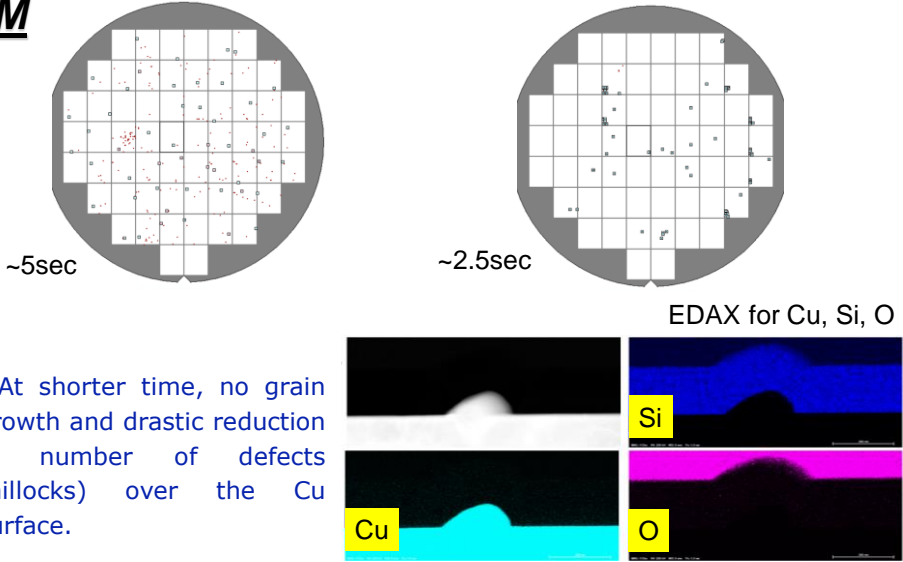 M
~5sec
~2.5sec
EDAX for Cu, Si, O
At shorter time, no grain
rowth and drastic reduction
number of defects
illocks) over the Cu
urface.
Si
Cu
O